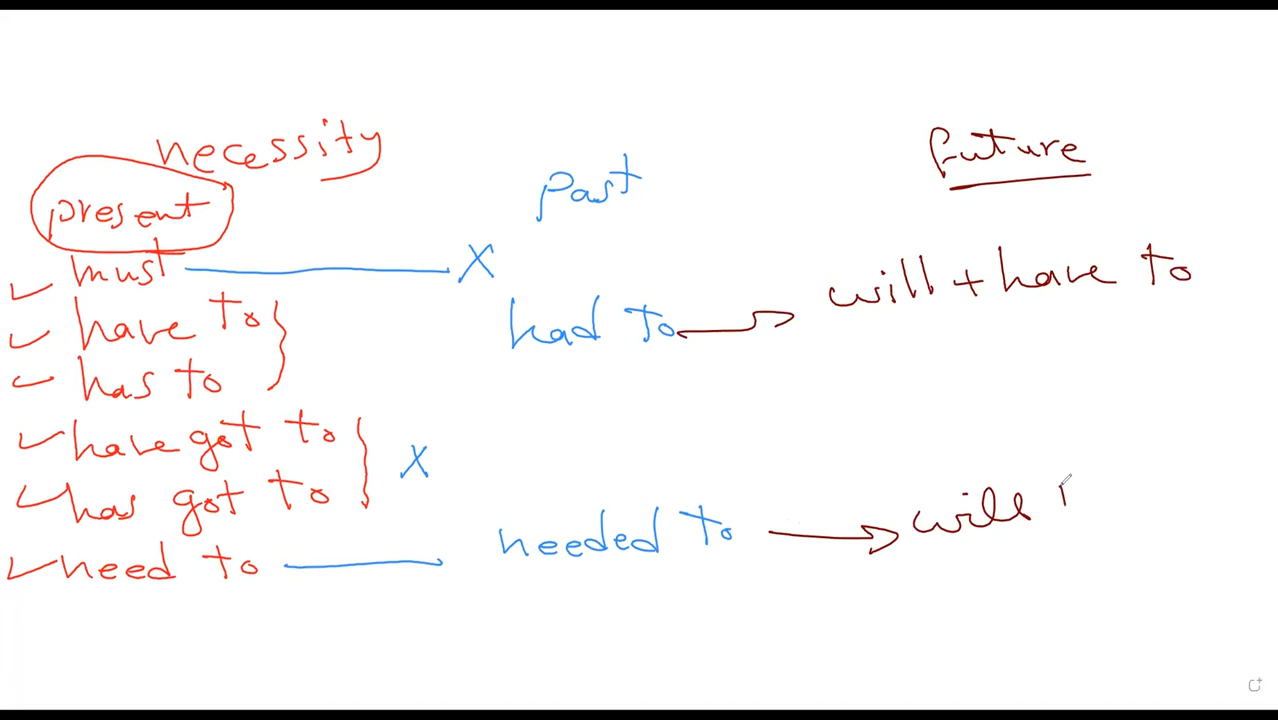 necessity
present
past
future
must X
will + have to
have to
had to
has to
have got to
X
has got to
needed to
will
need to